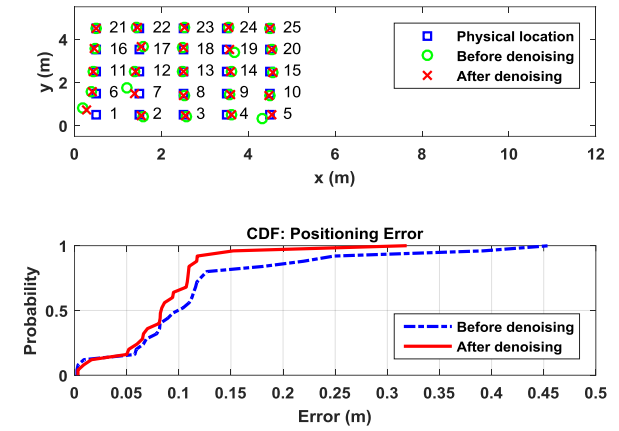 21 22 23 24 25
16 17 18 19 20
11 12 13 14 15
6 7 8 9 10
1 2 3 4 5
Physical location
Before denoising
After denoising
4
2
0
y (m)
0 2 4 6 8 10 12
x (m)
CDF: Positioning Error
1
0.5
0
Probability
Before denoising
After denoising
0 0.05 0.1 0.15 0.2 0.25 0.3 0.35 0.4 0.45 0.5
Error (m)